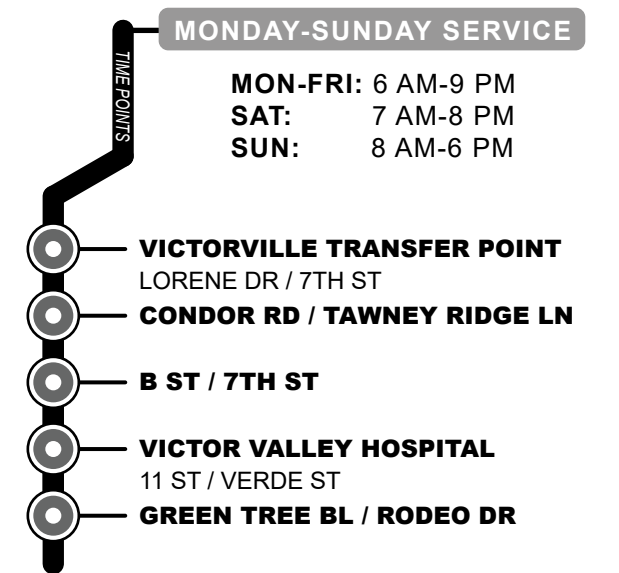 MONDAY-SUNDAY SERVICE
TIME POINTS
MON-FRI: 6 AM-9 PM
SAT: 7 AM-8 PM
SUN: 8 AM-6 PM
VICTORVILLE TRANSFER POINT
LORENE DR / 7TH ST
CONDOR RD / TAWNEY RIDGE LN
B ST / 7TH ST
VICTOR VALLEY HOSPITAL
11 ST / VERDE ST
GREEN TREE BL / RODEO DR